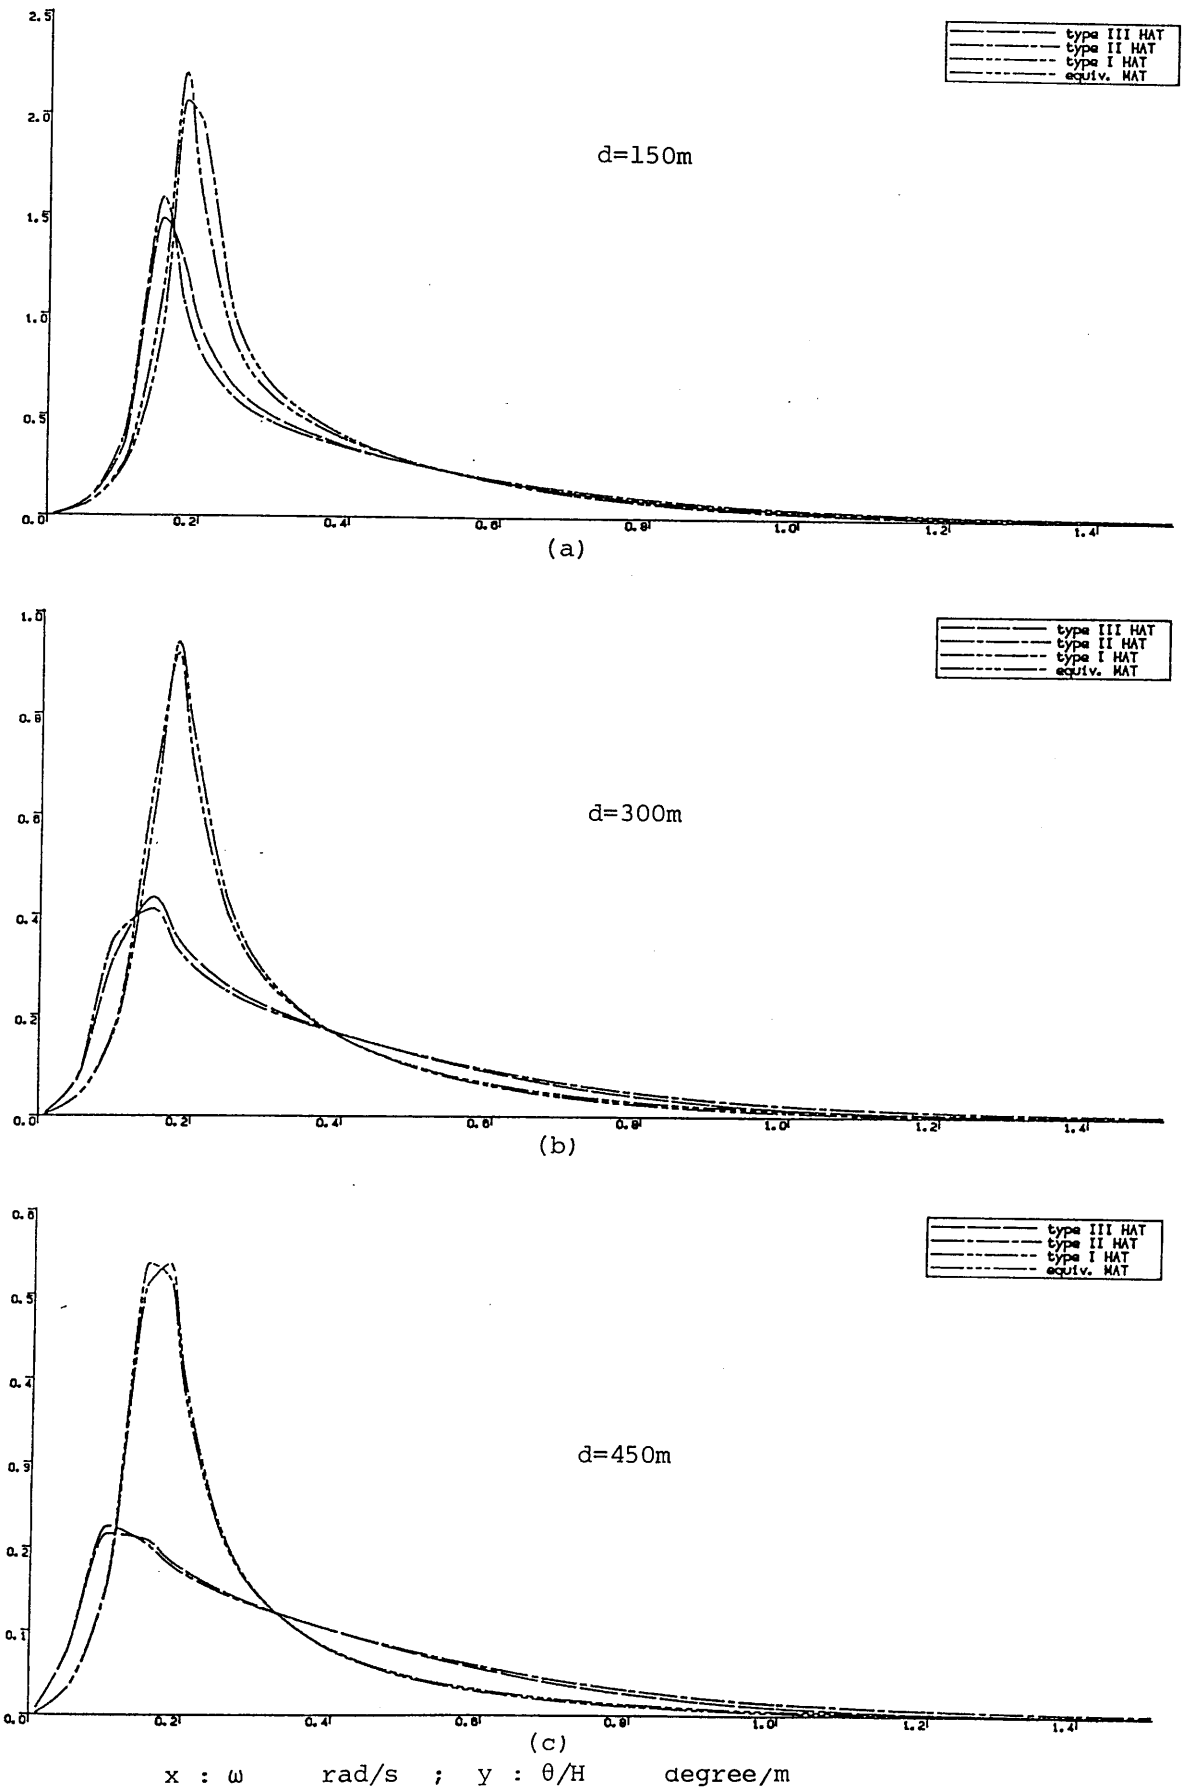 2.5
type III HAT
type II HAT
type I HAT
equiv. MAT
2.0
d=150m
1.5
1.0
0.5
0.0 0.2 0.4 0.6 0.8 1.0 1.2 1.4
(a)
1.0
type III HAT
type II HAT
type I HAT
equiv. MAT
0.8
d=300m
0.6
0.4
0.2
0.0 0.2 0.4 0.6 0.8 1.0 1.2 1.4
(b)
0.6
type III HAT
type II HAT
type I HAT
equiv. MAT
0.5
0.4
d=450m
0.3
0.2
0.1
0.0 0.2 0.4 0.6 0.8 1.0 1.2 1.4
(c)
x : ω rad/s ; y : θ/H degree/m